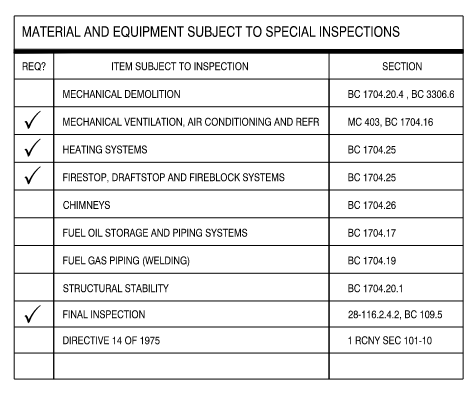 MATERIAL AND EQUIPMENT SUBJECT TO SPECIAL INSPECTIONS
REQ? ITEM SUBJECT TO INSPECTION SECTION
MECHANICAL DEMOLITION BC 1704.20.4 , BC 3306.6
✓ MECHANICAL VENTILATION, AIR CONDITIONING AND REFR MC 403, BC 1704.16
✓ HEATING SYSTEMS BC 1704.25
✓ FIRESTOP, DRAFTSTOP AND FIREBLOCK SYSTEMS BC 1704.25
CHIMNEYS BC 1704.26
FUEL OIL STORAGE AND PIPING SYSTEMS BC 1704.17
FUEL GAS PIPING (WELDING) BC 1704.19
STRUCTURAL STABILITY BC 1704.20.1
✓ FINAL INSPECTION 28-116.2.4.2, BC 109.5
DIRECTIVE 14 OF 1975 1 RCNY SEC 101-10